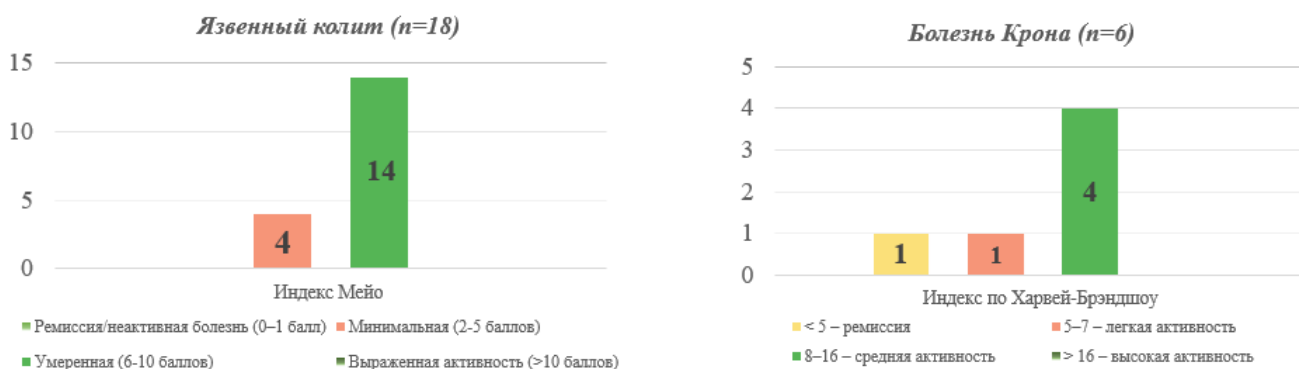 Язвенный колит (n=18)
15
10
5
0
4
14
Индекс Мейо
Ремиссия/неактивная болезнь (0–1 балл)
Минимальная (2-5 баллов)
Умеренная (6-10 баллов)
Выраженная активность (>10 баллов)
Болезнь Крона (n=6)
5
4
3
2
1
0
1
1
4
Индекс по Харвей-Брэндшоу
< 5 – ремиссия
5–7 – легкая активность
8–16 – средняя активность
> 16 – высокая активность